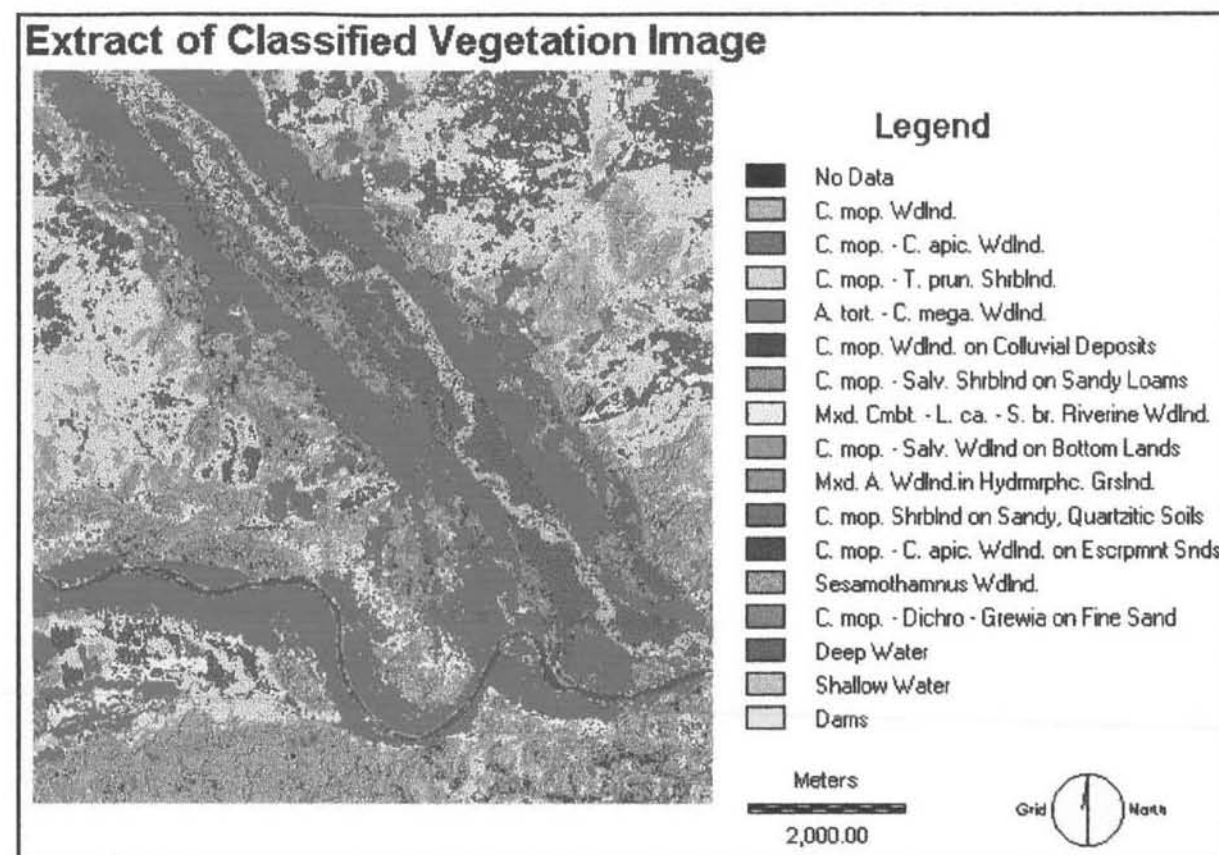 Extract of Classified Vegetation Image
Legend
No Data
C. mop. Wdlnd.
C. mop. - C. apic. Wdlnd.
C. mop. - T. prun. Shrblnd.
A. tort. - C. mega. Wdlnd.
C. mop. Wdlnd. on Colluvial Deposits
C. mop. - Salv. Shrblnd on Sandy Loams
Mxd. Cmbt. - L. ca. - S. br. Riverine Wdlnd.
C. mop. - Salv. Wdlnd on Bottom Lands
Mxd. A. Wdlnd.in Hydrmrphc. Grslnd.
C. mop. Shrblnd on Sandy, Quartzitic Soils
C. mop. - C. apic. Wdlnd. on Escrpmnt Snds
Sesamothamnus Wdlnd.
C. mop. - Dichro - Grewia on Fine Sand
Deep Water
Shallow Water
Dams
Meters
2,000.00
Grid North